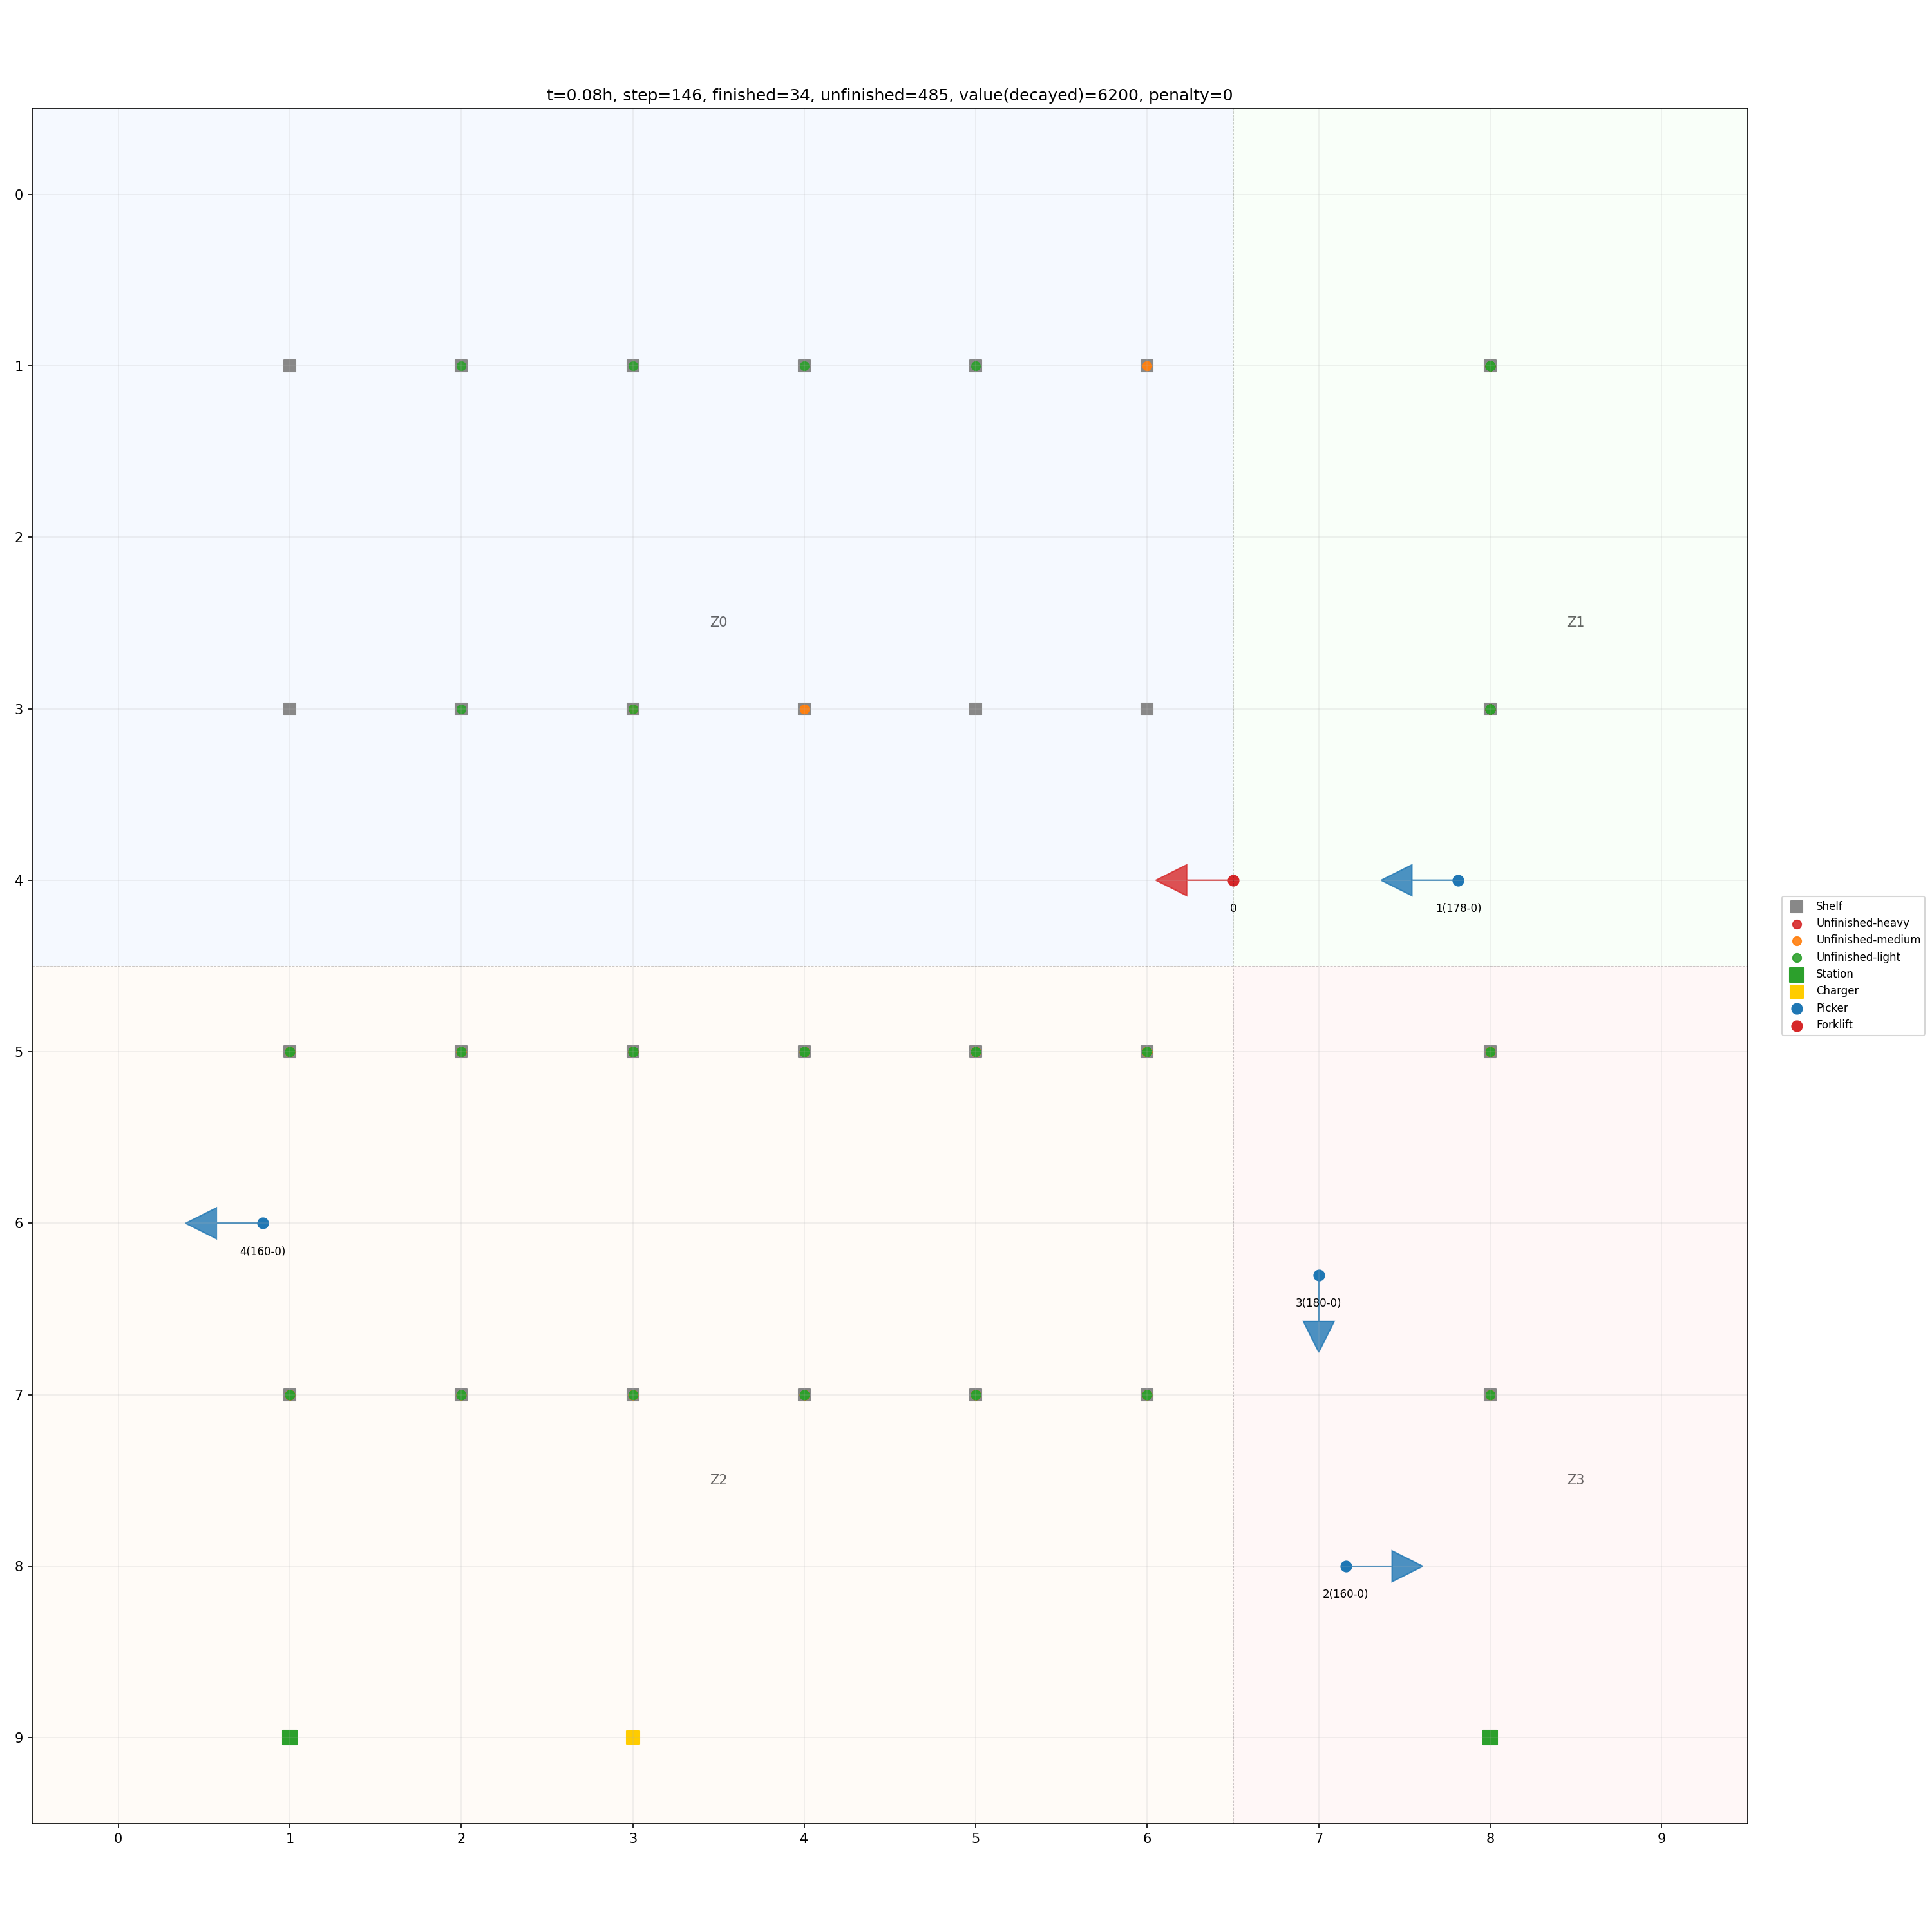 t=0.08h, step=146, finished=34, unfinished=485, value(decayed)=6200, penalty=0
0
1
2
Z0
Z1
3
4
0
1(178-0)
Shelf
Unfinished-heavy
Unfinished-medium
Unfinished-light
Station
Charger
Picker
Forklift
5
6
4(160-0)
3(180-0)
7
Z2
Z3
8
2(160-0)
9
0 1 2 3 4 5 6 7 8 9